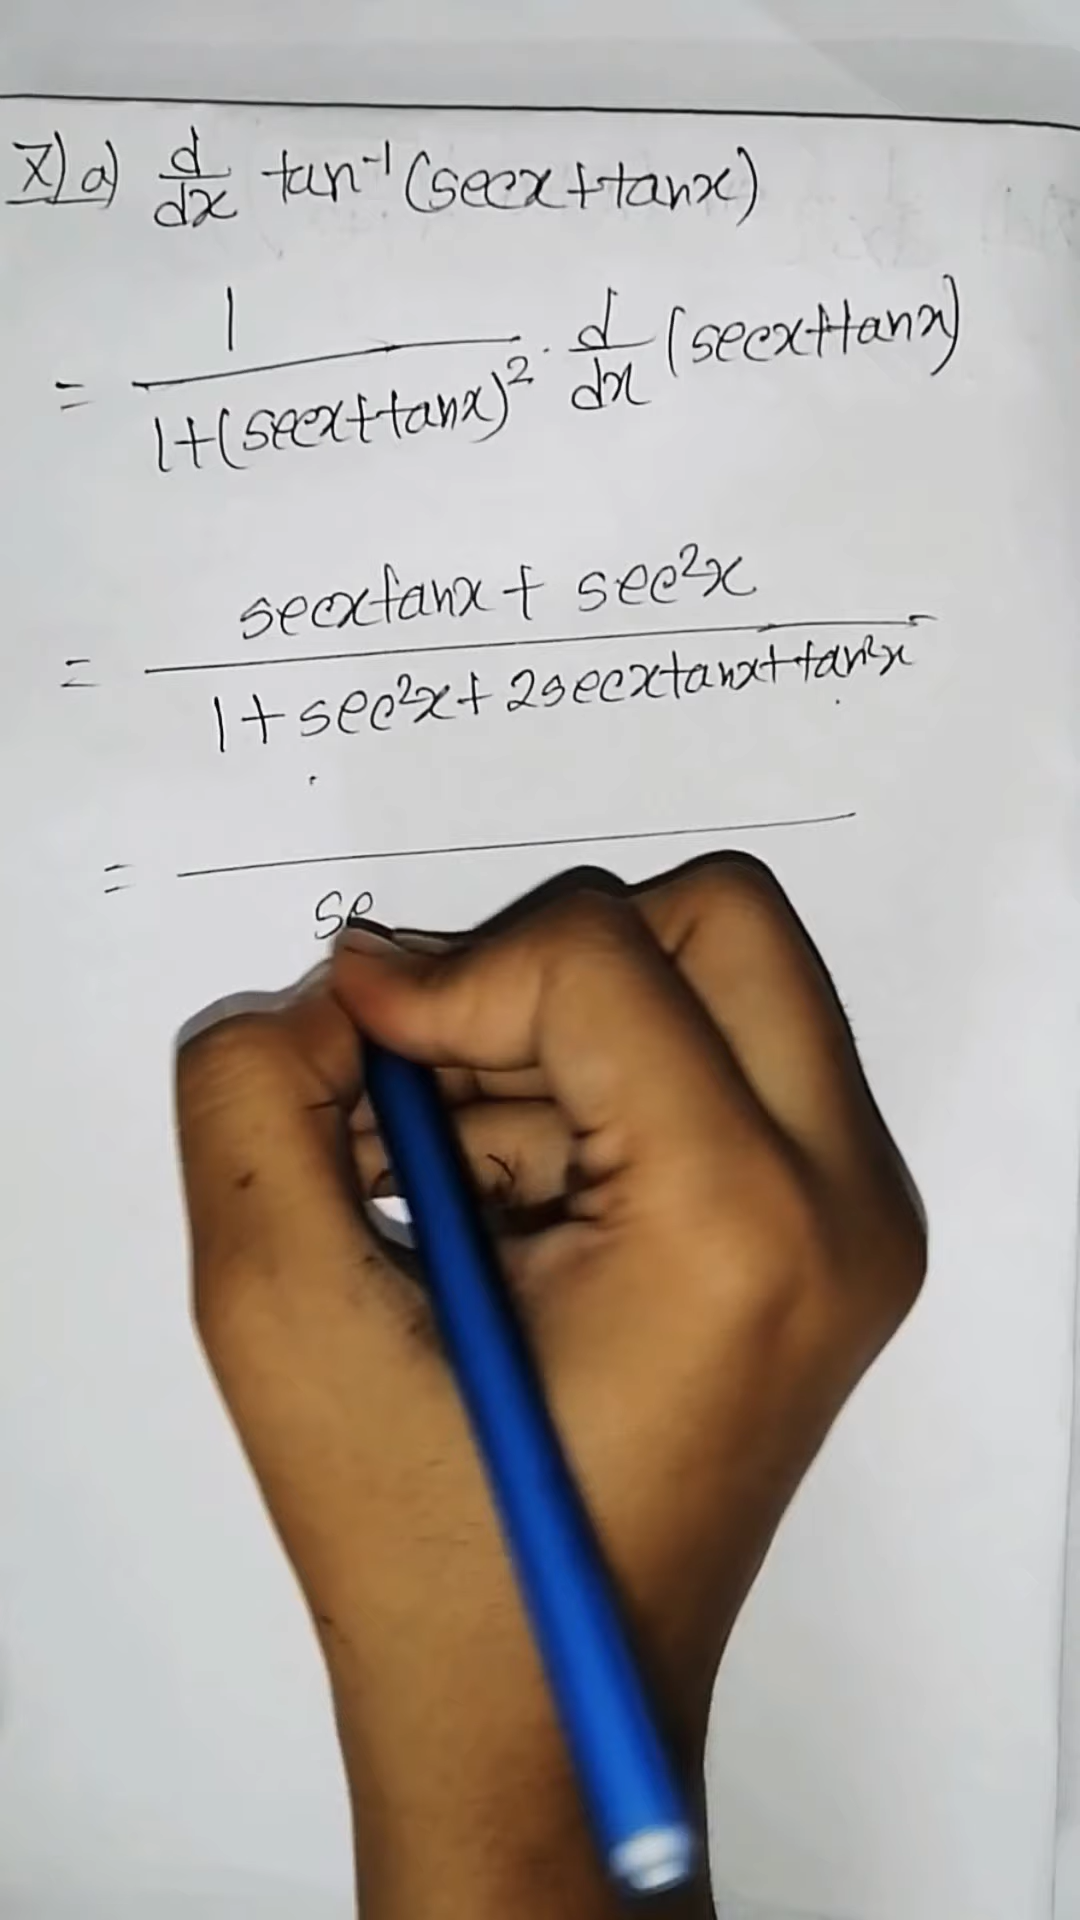 7) a) d/dx tan⁻¹ (secx+tanx)
= 1/(1+(secx+tanx)²) · d/dx (secx+tanx)
= (secxtanx + sec²x)/(1+sec²x+2secxtanx+tan²x)
= se